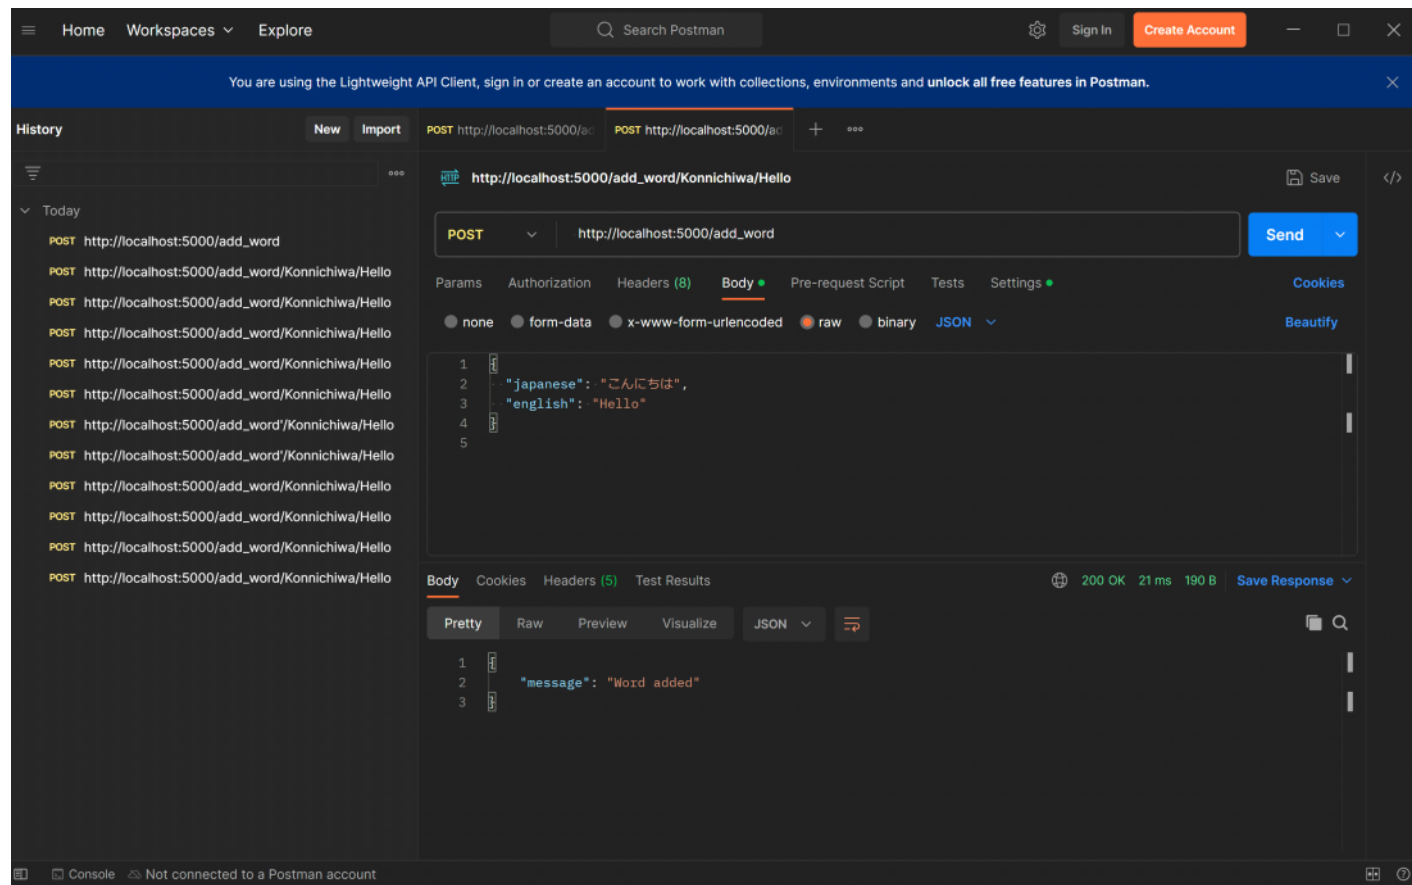 Home Workspaces Explore Search Postman Sign In Create Account
You are using the Lightweight API Client, sign in or create an account to work with collections, environments and unlock all free features in Postman.
History New Import
POST http://localhost:5000/ad POST http://localhost:5000/ad
HTTP http://localhost:5000/add_word/Konnichiwa/Hello Save </>
Today
POST http://localhost:5000/add_word
POST http://localhost:5000/add_word/Konnichiwa/Hello
POST http://localhost:5000/add_word/Konnichiwa/Hello
POST http://localhost:5000/add_word/Konnichiwa/Hello
POST http://localhost:5000/add_word/Konnichiwa/Hello
POST http://localhost:5000/add_word/Konnichiwa/Hello
POST http://localhost:5000/add_word'/Konnichiwa/Hello
POST http://localhost:5000/add_word'/Konnichiwa/Hello
POST http://localhost:5000/add_word/Konnichiwa/Hello
POST http://localhost:5000/add_word/Konnichiwa/Hello
POST http://localhost:5000/add_word/Konnichiwa/Hello
POST http://localhost:5000/add_word/Konnichiwa/Hello
POST http://localhost:5000/add_word Send
Params Authorization Headers (8) Body Pre-request Script Tests Settings Cookies
none form-data x-www-form-urlencoded raw binary JSON Beautify
1 {
2 "japanese": "こんにちは",
3 "english": "Hello"
4 }
5
Body Cookies Headers (5) Test Results 200 OK 21 ms 190 B Save Response
Pretty Raw Preview Visualize JSON
1 {
2 "message": "Word added"
3 }
Console Not connected to a Postman account